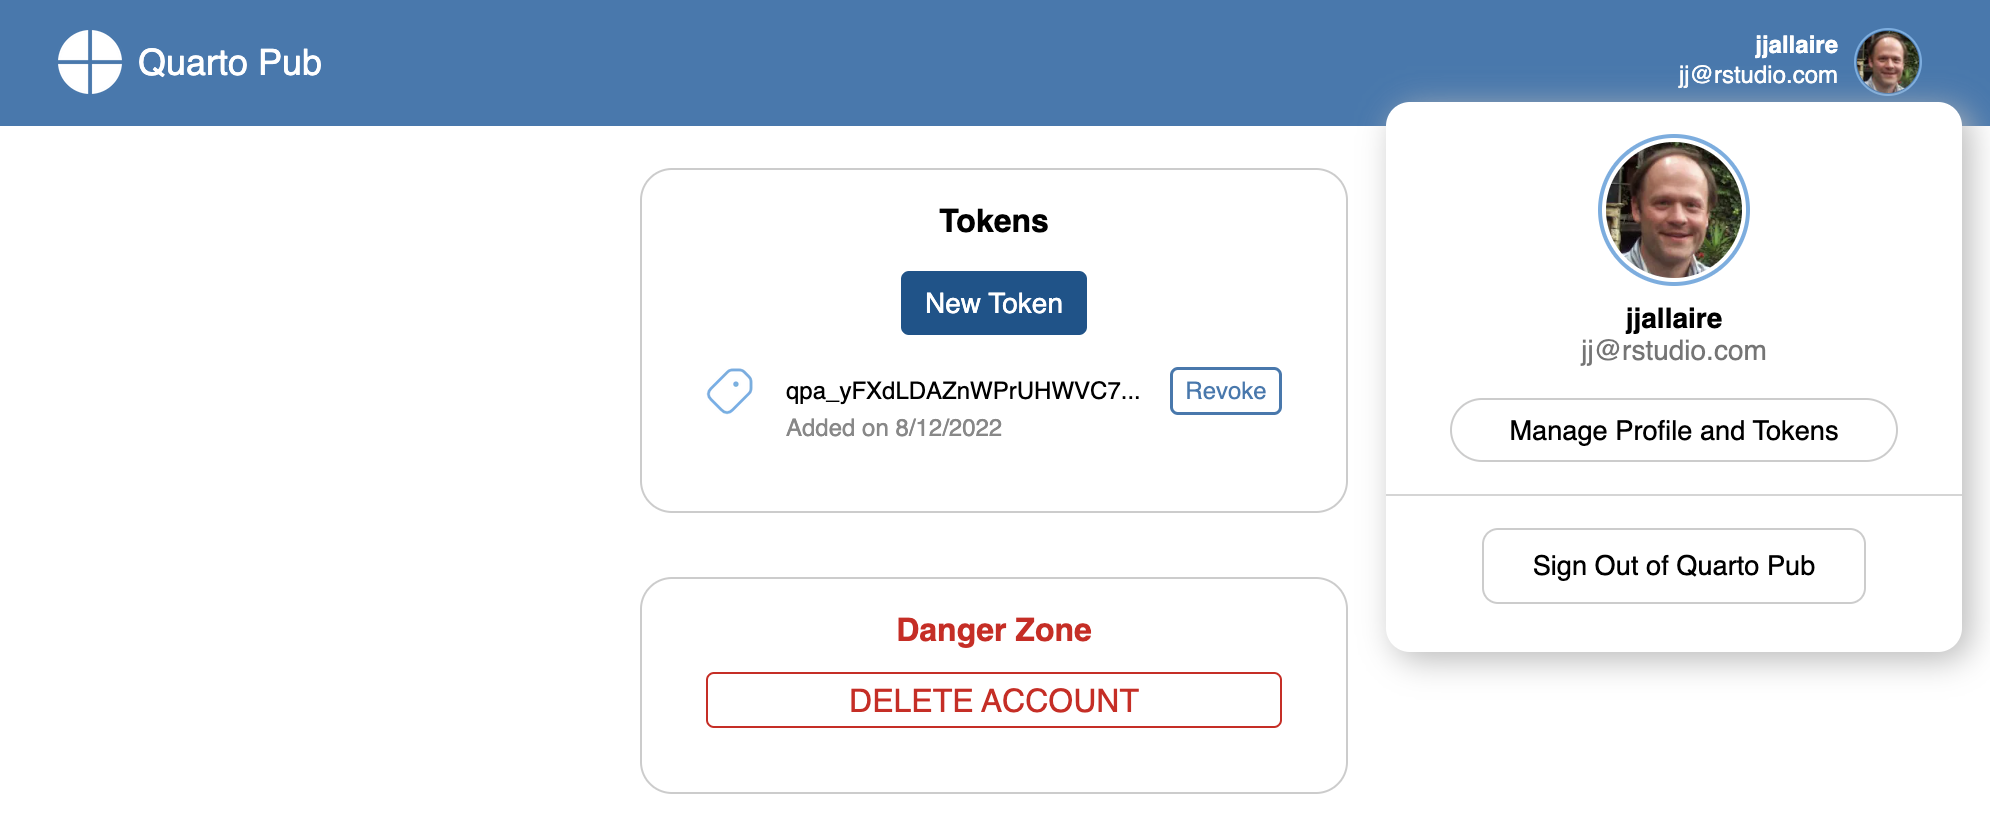 Quarto Pub
jjallaire
jj@rstudio.com
Tokens
New Token
qpa_yFXdLDAZnWPrUHWVC7...
Revoke
Added on 8/12/2022
Danger Zone
DELETE ACCOUNT
jjallaire
jj@rstudio.com
Manage Profile and Tokens
Sign Out of Quarto Pub